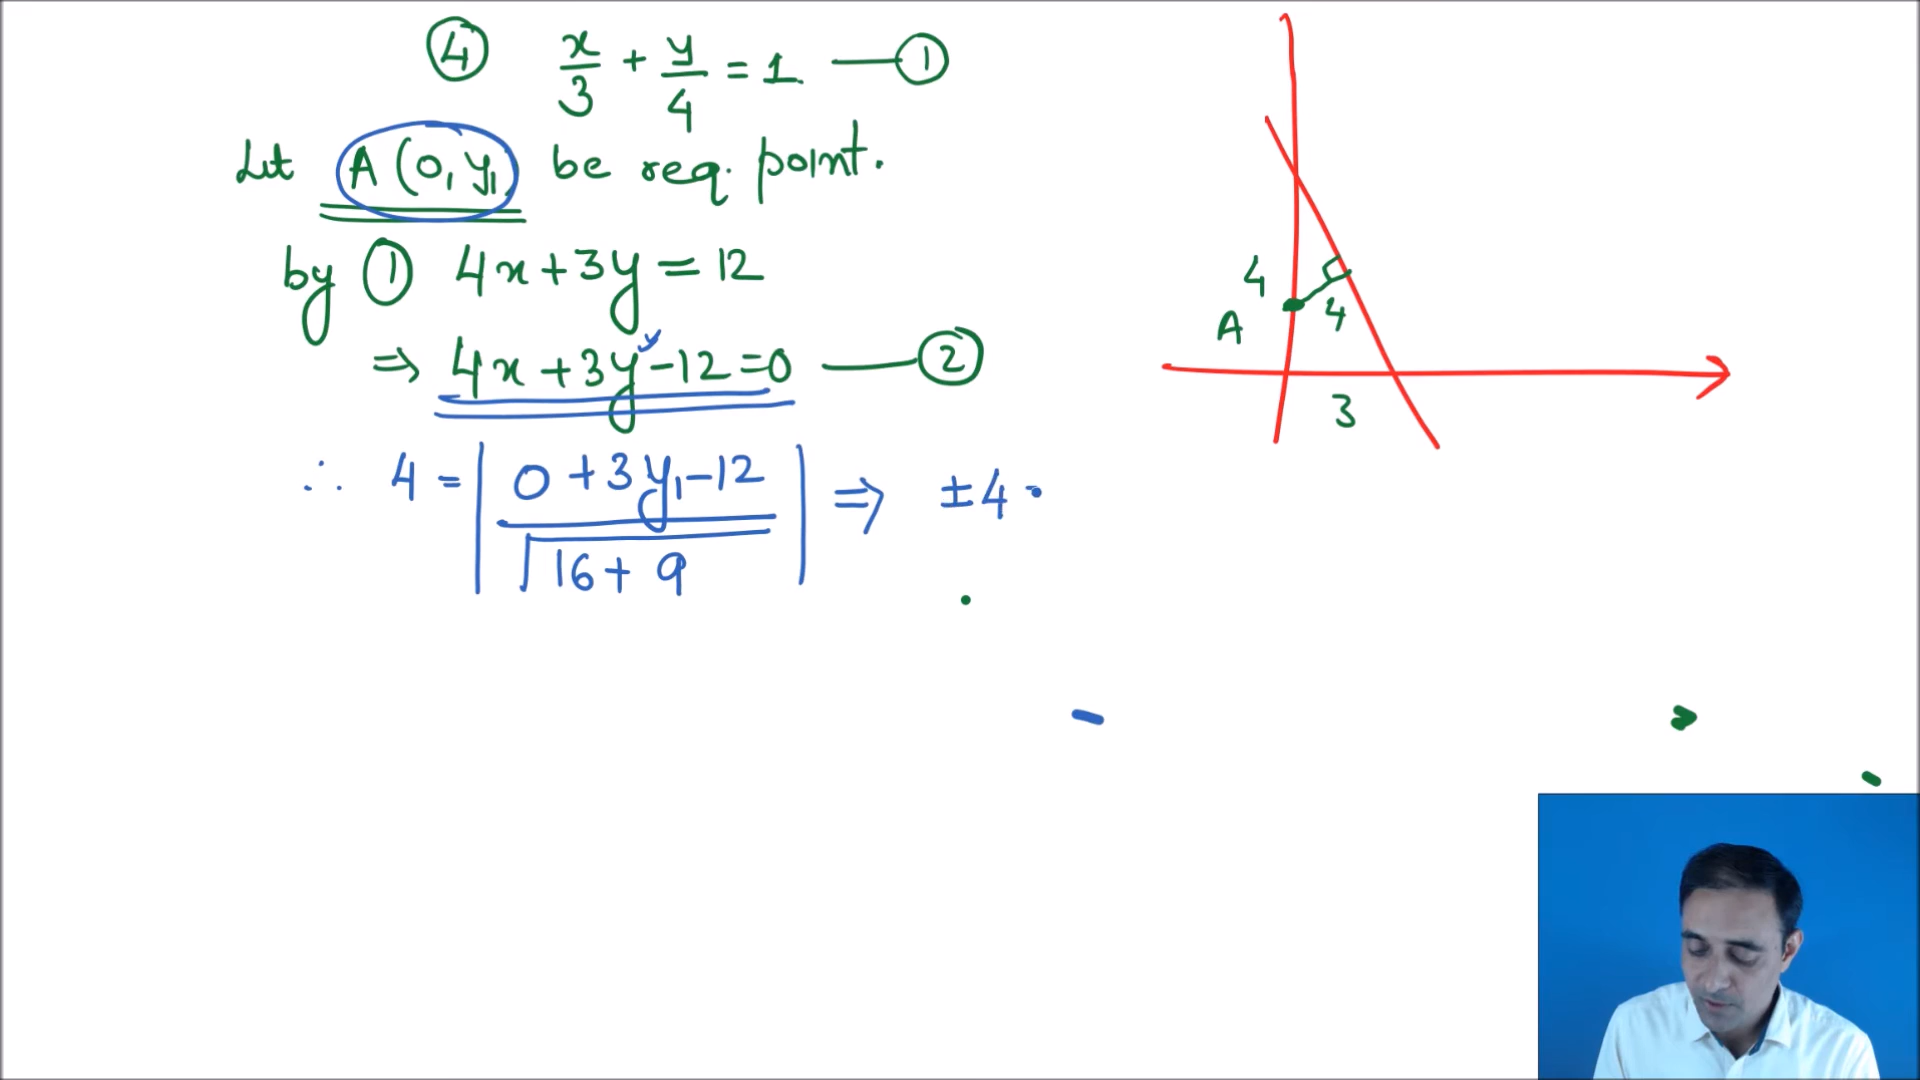 ④ x/3 + y/4 = 1 —— ①
Let A (0, y₁) be req. point.
by ① 4x + 3y = 12
⇒ 4x + 3y - 12 = 0 —— ②
∴ 4 = | (0 + 3y₁ - 12) / √(16 + 9) | ⇒ ±4 =
4
A
4
3